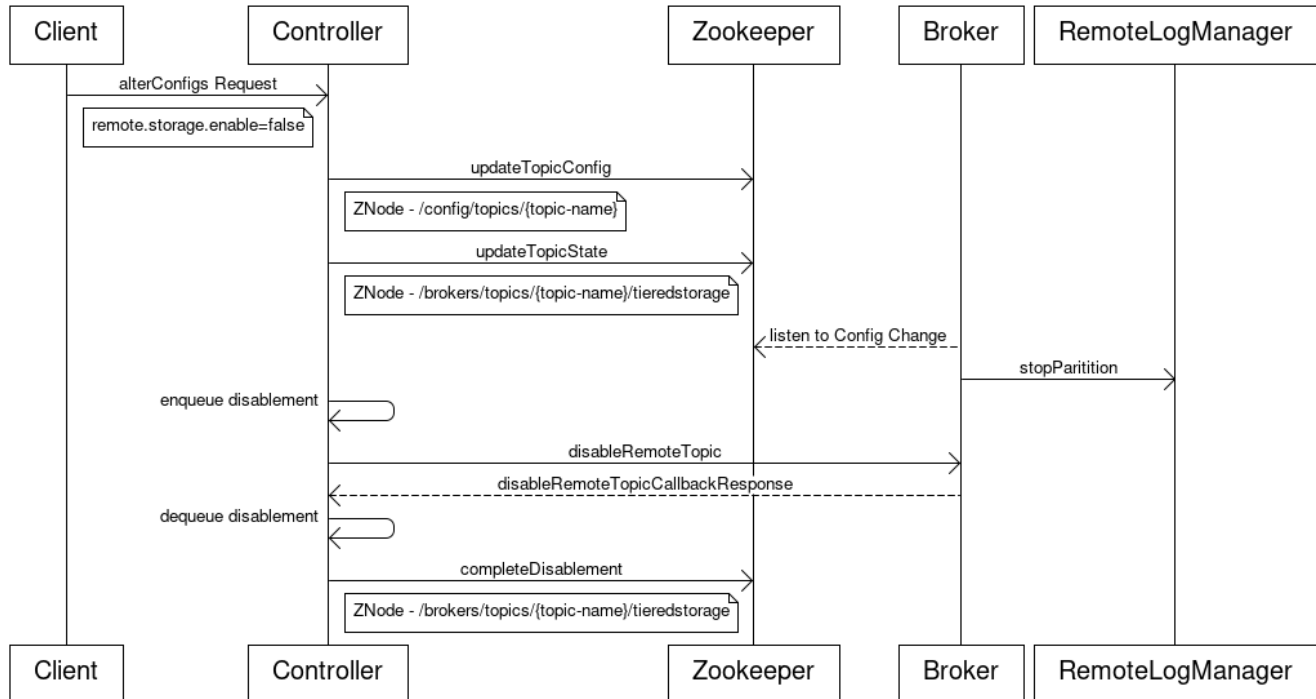 Client
Controller
Zookeeper
Broker
RemoteLogManager
alterConfigs Request
remote.storage.enable=false
updateTopicConfig
ZNode - /config/topics/{topic-name}
updateTopicState
ZNode - /brokers/topics/{topic-name}/tieredstorage
listen to Config Change
stopParitition
enqueue disablement
disableRemoteTopic
disableRemoteTopicCallbackResponse
dequeue disablement
completeDisablement
ZNode - /brokers/topics/{topic-name}/tieredstorage
Client
Controller
Zookeeper
Broker
RemoteLogManager